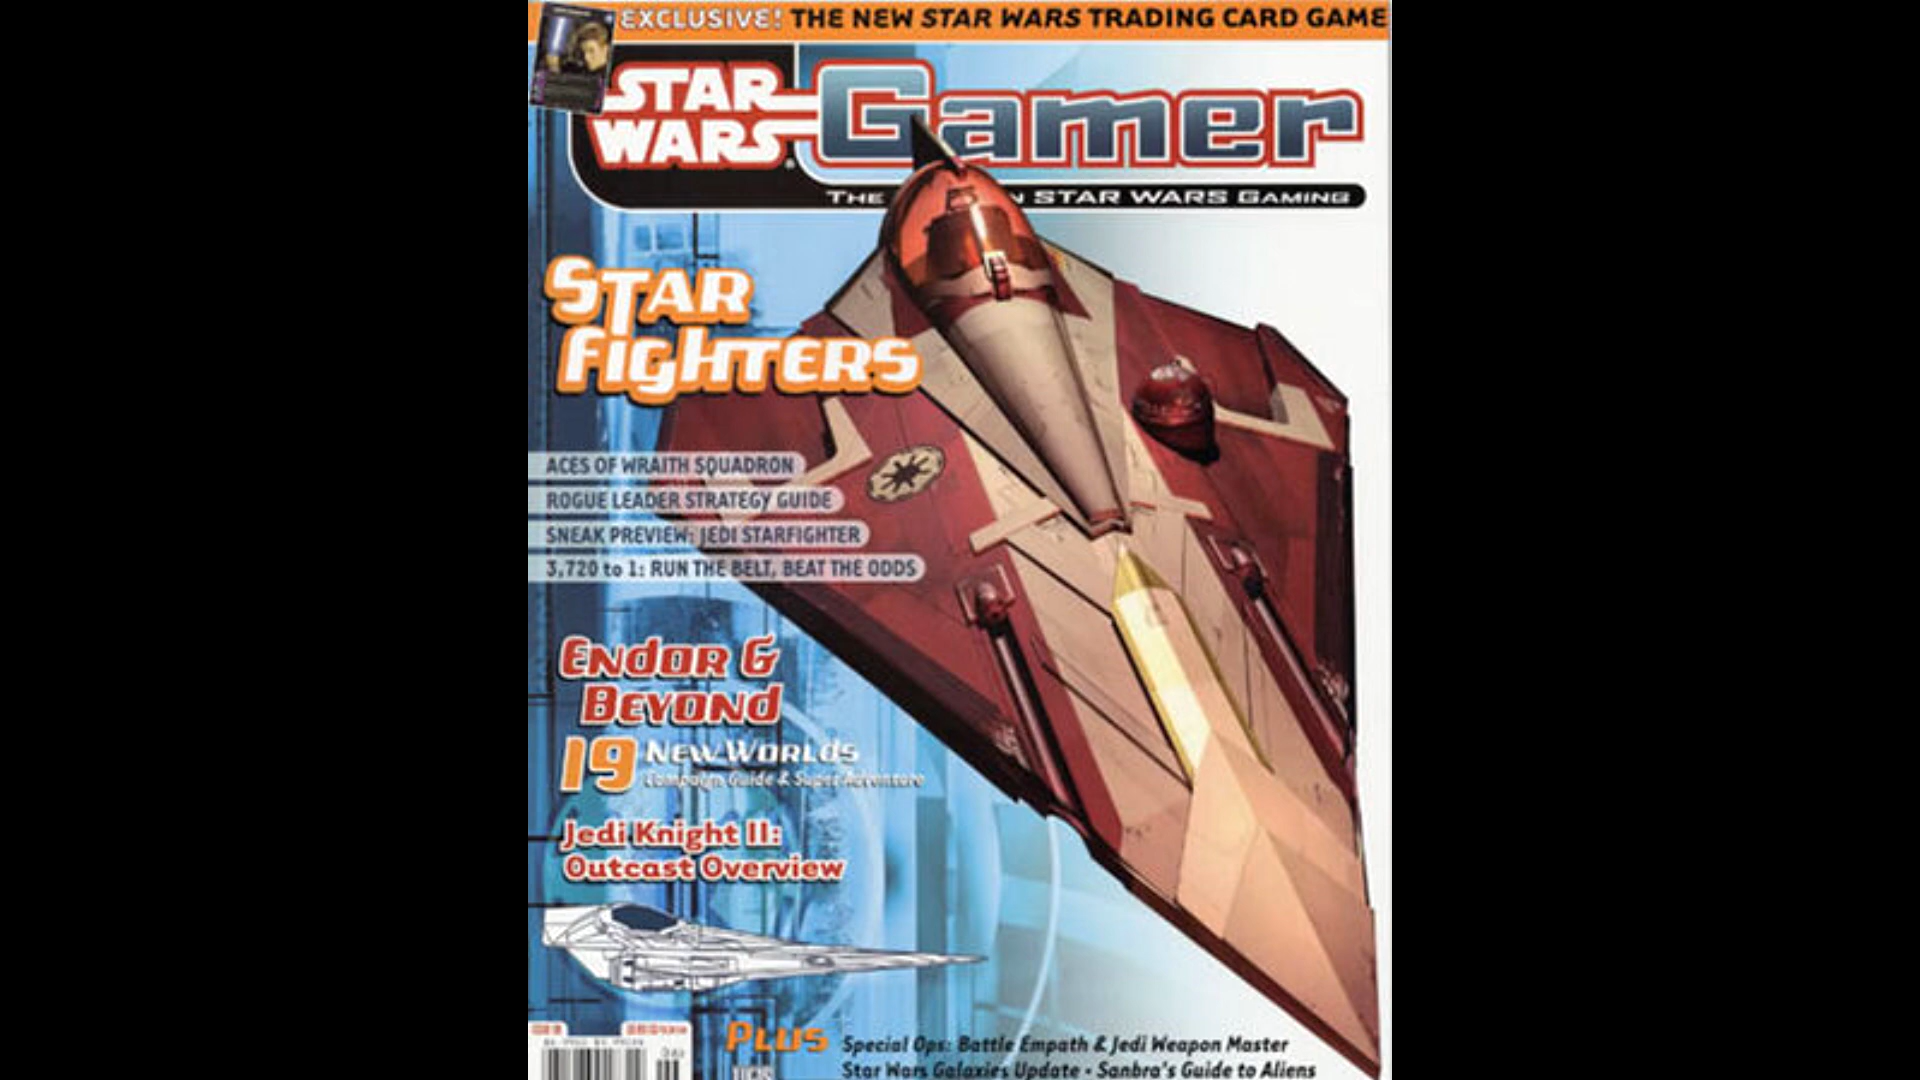 EXCLUSIVE! THE NEW STAR WARS TRADING CARD GAME
STAR WARS Gamer
THE N STAR WARS GAMING
STAR
FIGHTERS
ACES OF WRAITH SQUADRON
ROGUE LEADER STRATEGY GUIDE
SNEAK PREVIEW: JEDI STARFIGHTER
3,720 to 1: RUN THE BELT, BEAT THE ODDS
ENDOR &
BEYOND
19 NEW WORLDS
Campaign Guide & Super Adventure
Jedi Knight II:
Outcast Overview
PLUS
Special Ops: Battle Empath & Jedi Weapon Master
Star Wars Galaxies Update • Sanbra's Guide to Aliens